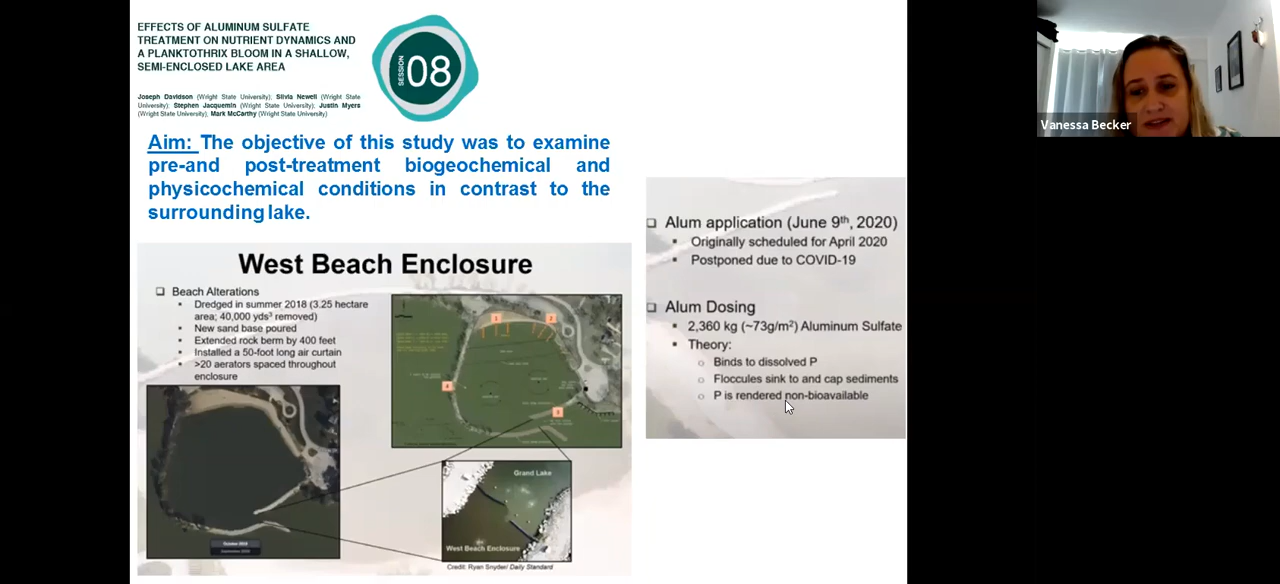 EFFECTS OF ALUMINUM SULFATE
TREATMENT ON NUTRIENT DYNAMICS AND
A PLANKTOTHRIX BLOOM IN A SHALLOW,
SEMI-ENCLOSED LAKE AREA
SESSION 08
Joseph Davidson (Wright State University); Silvia Newell (Wright State
University); Stephen Jacquemin (Wright State University); Justin Myers
(Wright State University), Mark McCarthy (Wright State University)
Aim: The objective of this study was to examine
pre-and post-treatment biogeochemical and
physicochemical conditions in contrast to the
surrounding lake.
West Beach Enclosure
❑ Beach Alterations
▪ Dredged in summer 2018 (3.25 hectare
area; 40,000 yds³ removed)
▪ New sand base poured
▪ Extended rock berm by 400 feet
▪ Installed a 50-foot long air curtain
▪ >20 aerators spaced throughout
enclosure
1
2
4
Grand Lake
West Beach Enclosure
Credit: Ryan Snyder/ Daily Standard
❑ Alum application (June 9th, 2020)
▪ Originally scheduled for April 2020
▪ Postponed due to COVID-19
❑ Alum Dosing
▪ 2,360 kg (~73g/m²) Aluminum Sulfate
▪ Theory:
o Binds to dissolved P
o Floccules sink to and cap sediments
o P is rendered non-bioavailable
Vanessa Becker